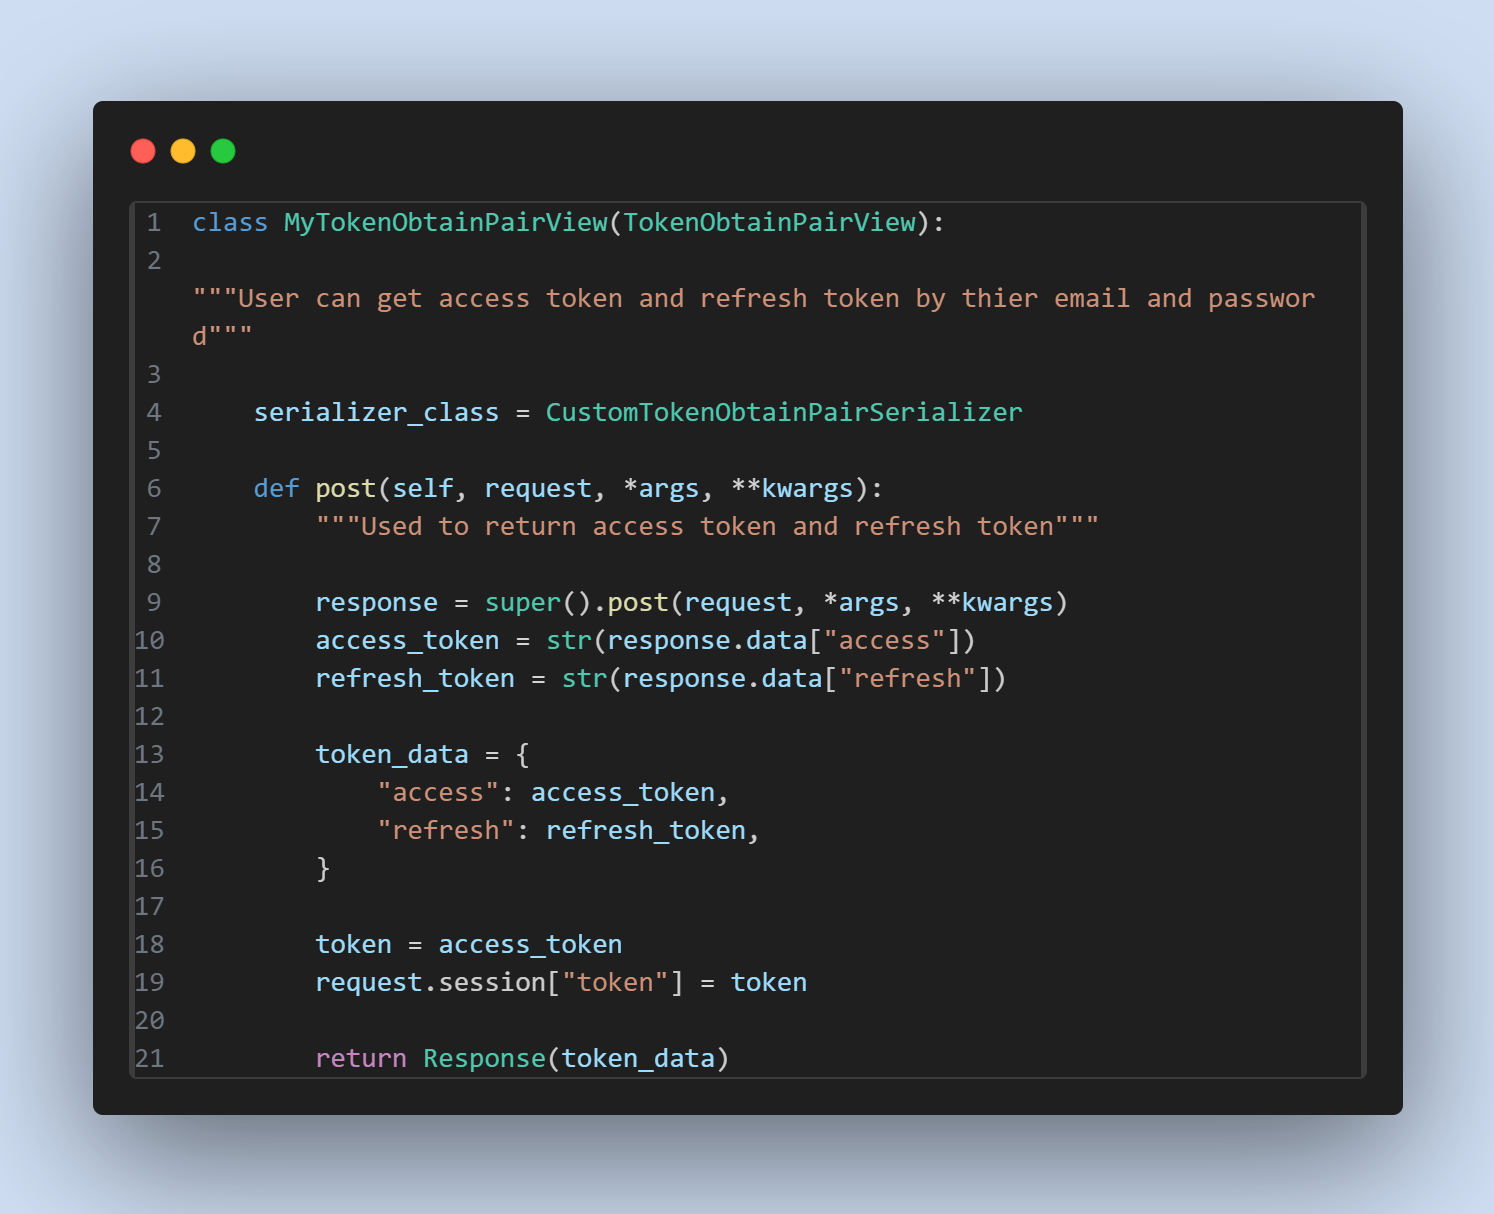 1 class MyTokenObtainPairView(TokenObtainPairView):
2
"""User can get access token and refresh token by thier email and passwor
d"""
3
4     serializer_class = CustomTokenObtainPairSerializer
5
6     def post(self, request, *args, **kwargs):
7         """Used to return access token and refresh token"""
8
9         response = super().post(request, *args, **kwargs)
10         access_token = str(response.data["access"])
11         refresh_token = str(response.data["refresh"])
12
13         token_data = {
14             "access": access_token,
15             "refresh": refresh_token,
16         }
17
18         token = access_token
19         request.session["token"] = token
20
21         return Response(token_data)